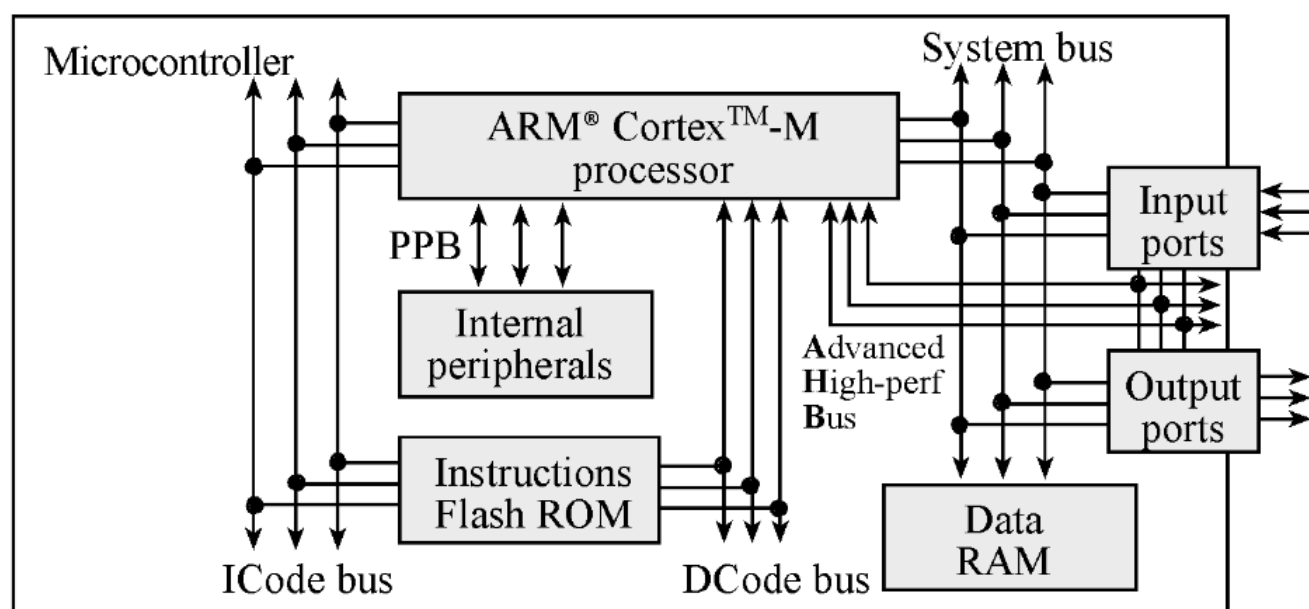 Microcontroller
System bus
ARM® Cortex™-M
processor
Input
ports
PPB
Internal
peripherals
Advanced
High-perf
Bus
Output
ports
Instructions
Flash ROM
Data
RAM
ICode bus
DCode bus